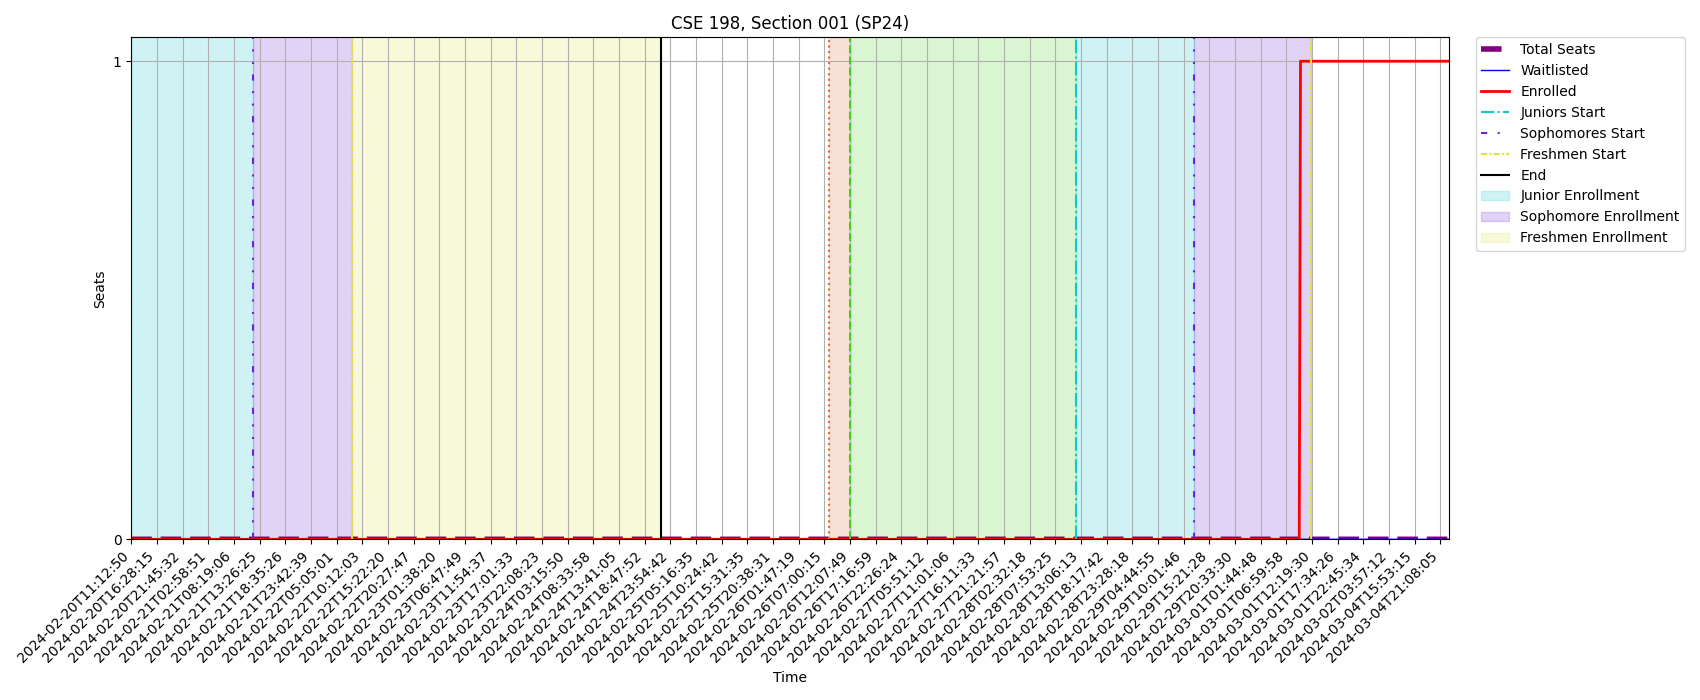 CSE 198, Section 001 (SP24)
1
0
Seats
Total Seats
Waitlisted
Enrolled
Juniors Start
Sophomores Start
Freshmen Start
End
Junior Enrollment
Sophomore Enrollment
Freshmen Enrollment
2024-02-20T11:12:50
2024-02-20T16:28:15
2024-02-20T21:45:32
2024-02-21T02:58:51
2024-02-21T08:19:06
2024-02-21T13:26:25
2024-02-21T18:35:26
2024-02-21T23:42:39
2024-02-22T05:05:01
2024-02-22T10:12:03
2024-02-22T15:22:20
2024-02-22T20:27:47
2024-02-23T01:38:20
2024-02-23T06:47:49
2024-02-23T11:54:37
2024-02-23T17:01:33
2024-02-23T22:08:23
2024-02-24T03:15:50
2024-02-24T08:33:58
2024-02-24T13:41:05
2024-02-24T18:47:52
2024-02-24T23:54:42
2024-02-25T05:16:35
2024-02-25T10:24:42
2024-02-25T15:31:35
2024-02-25T20:38:31
2024-02-26T01:47:19
2024-02-26T07:00:15
2024-02-26T12:07:49
2024-02-26T17:16:59
2024-02-26T22:26:24
2024-02-27T05:51:12
2024-02-27T11:01:06
2024-02-27T16:11:33
2024-02-27T21:21:57
2024-02-28T02:32:18
2024-02-28T07:53:25
2024-02-28T13:06:13
2024-02-28T18:17:42
2024-02-28T23:28:18
2024-02-29T04:44:55
2024-02-29T10:01:46
2024-02-29T15:21:28
2024-02-29T20:33:30
2024-03-01T01:44:48
2024-03-01T06:59:58
2024-03-01T12:19:30
2024-03-01T17:34:26
2024-03-01T22:45:34
2024-03-02T03:57:12
2024-03-04T15:53:15
2024-03-04T21:08:05
Time